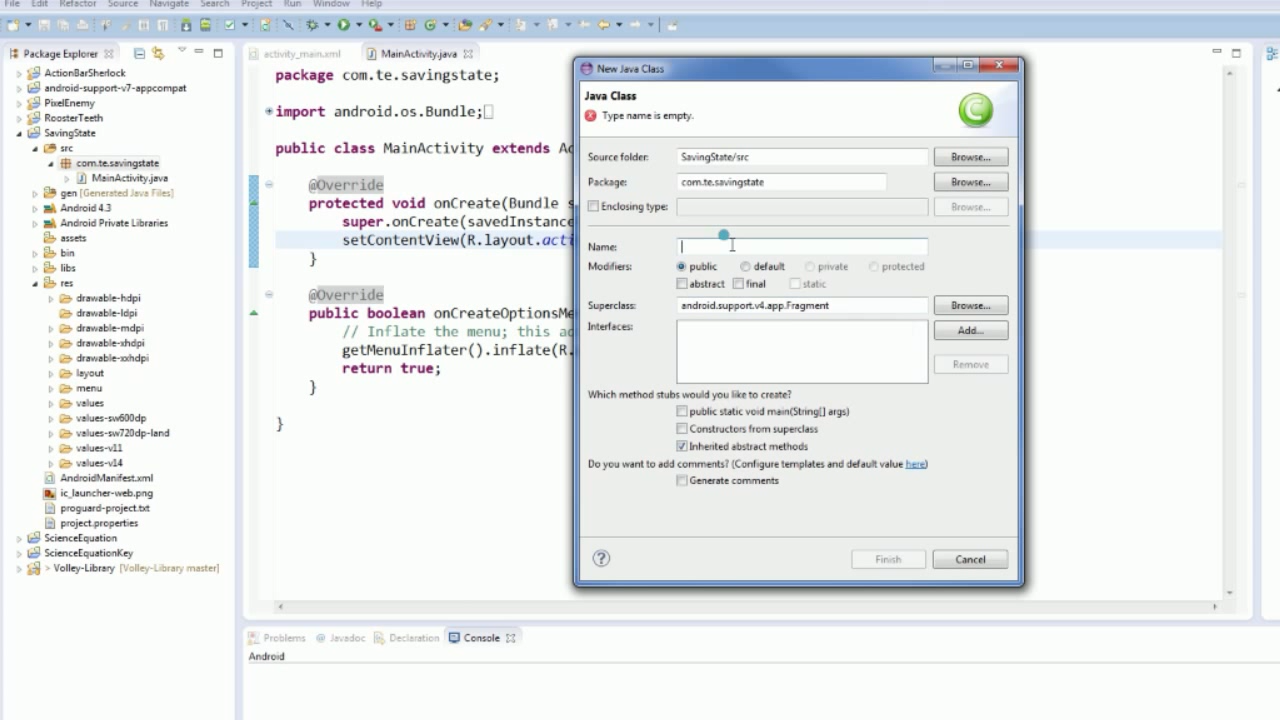 File Edit Refactor Source Navigate Search Project Run Window Help
Package Explorer
ActionBarSherlock
android-support-v7-appcompat
PixelEnemy
RoosterTeeth
SavingState
src
com.te.savingstate
MainActivity.java
gen [Generated Java Files]
Android 4.3
Android Private Libraries
assets
bin
libs
res
drawable-hdpi
drawable-ldpi
drawable-mdpi
drawable-xhdpi
drawable-xxhdpi
layout
menu
values
values-sw600dp
values-sw720dp-land
values-v11
values-v14
AndroidManifest.xml
ic_launcher-web.png
proguard-project.txt
project.properties
ScienceEquation
ScienceEquationKey
> Volley-Library [Volley-Library master]
activity_main.xml MainActivity.java
package com.te.savingstate;
import android.os.Bundle;
public class MainActivity extends Ac
@Override
protected void onCreate(Bundle s
super.onCreate(savedInstance
setContentView(R.layout.acti
}
@Override
public boolean onCreateOptionsMe
// Inflate the menu; this ad
getMenuInflater().inflate(R.
return true;
}
}
New Java Class
Java Class
Type name is empty.
Source folder: SavingState/src Browse...
Package: com.te.savingstate Browse...
Enclosing type: Browse...
Name:
Modifiers: public default private protected
abstract final static
Superclass: android.support.v4.app.Fragment Browse...
Interfaces: Add...
Remove
Which method stubs would you like to create?
public static void main(String[] args)
Constructors from superclass
Inherited abstract methods
Do you want to add comments? (Configure templates and default value here)
Generate comments
? Finish Cancel
Problems @ Javadoc Declaration Console
Android